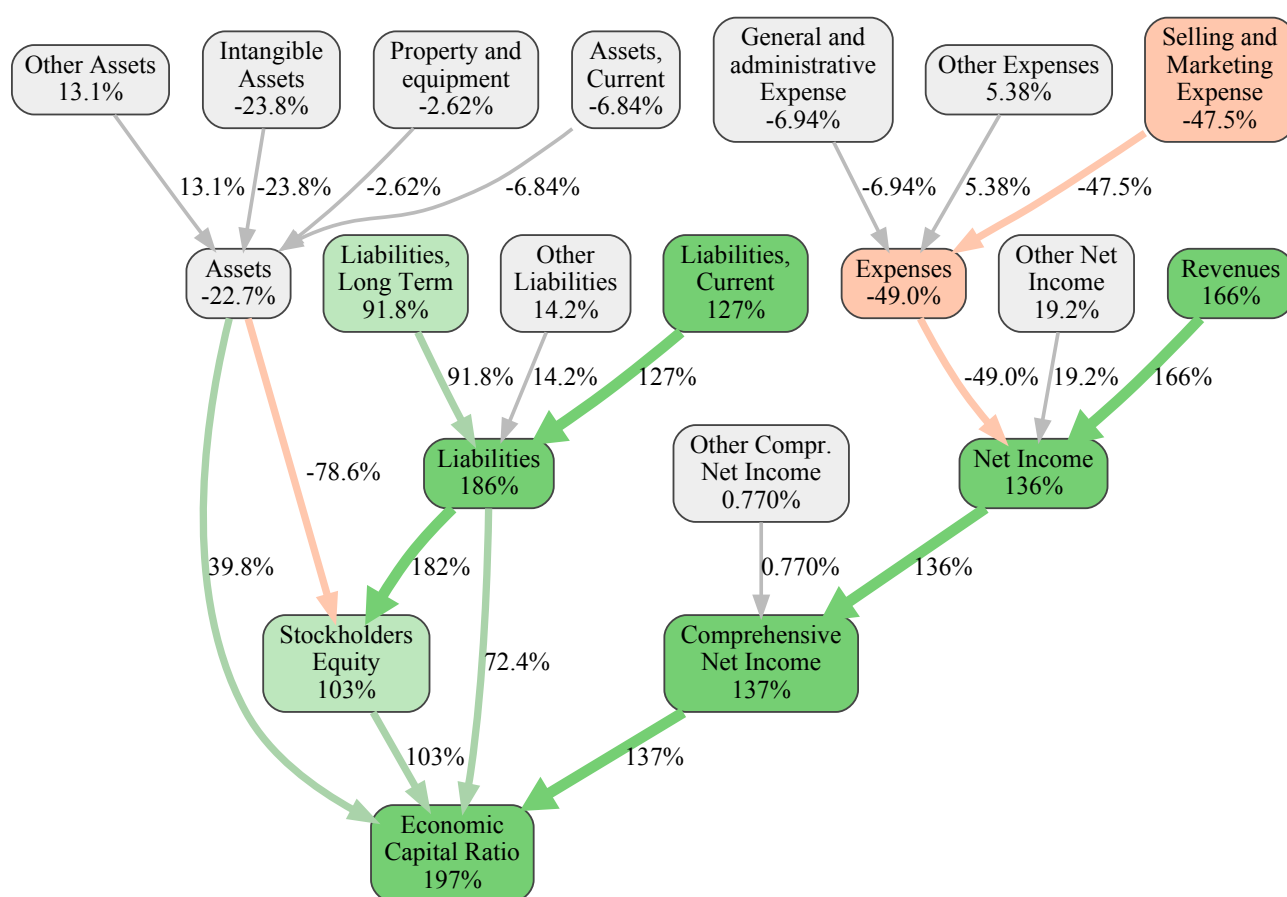 Other Assets
13.1%
Intangible
Assets
-23.8%
Property and
equipment
-2.62%
Assets,
Current
-6.84%
General and
administrative
Expense
-6.94%
Other Expenses
5.38%
Selling and
Marketing
Expense
-47.5%
13.1%
-23.8%
-2.62%
-6.84%
-6.94%
5.38%
-47.5%
Assets
-22.7%
Liabilities,
Long Term
91.8%
Other
Liabilities
14.2%
Liabilities,
Current
127%
Expenses
-49.0%
Other Net
Income
19.2%
Revenues
166%
91.8%
14.2%
127%
-49.0%
19.2%
166%
Liabilities
186%
Other Compr.
Net Income
0.770%
Net Income
136%
-78.6%
39.8%
182%
72.4%
0.770%
136%
Stockholders
Equity
103%
Comprehensive
Net Income
137%
103%
137%
Economic
Capital Ratio
197%